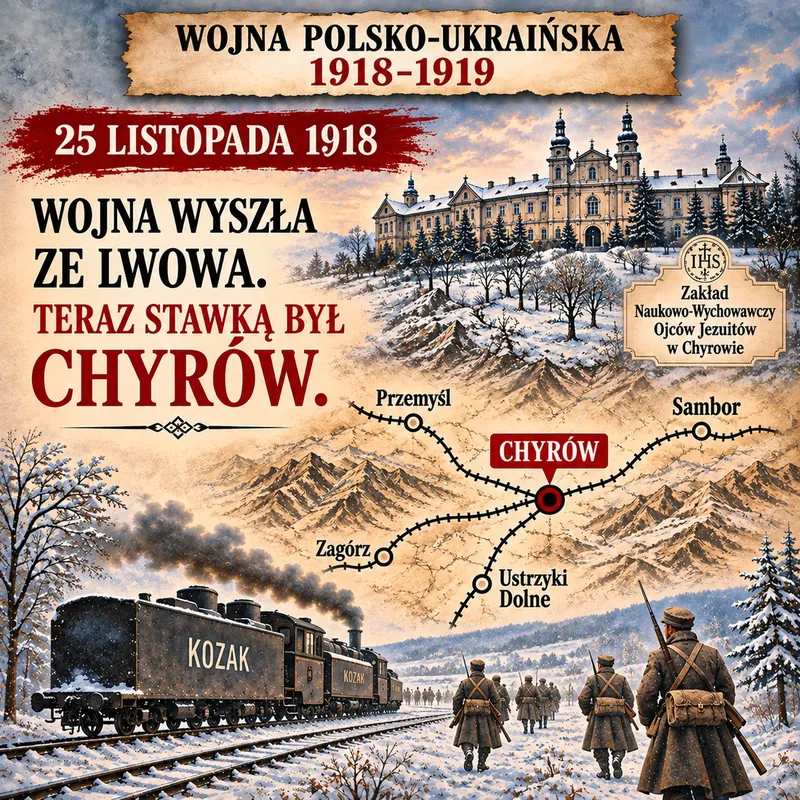 WOJNA POLSKO-UKRAIŃSKA
1918–1919
25 LISTOPADA 1918
WOJNA WYSZŁA
ZE LWOWA.
TERAZ STAWKĄ BYŁ
CHYRÓW.
IHS
Zakład
Naukowo-Wychowawczy
Ojców Jezuitów
w Chyrowie
Przemyśl
Sambor
CHYRÓW
Zagórz
Ustrzyki
Dolne
KOZAK
KOZAK